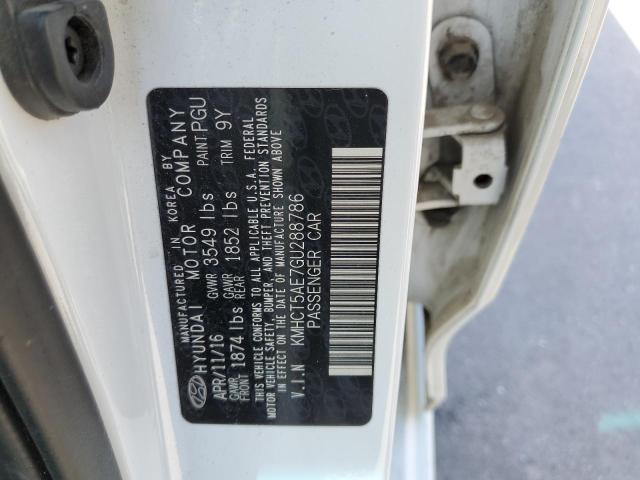 MANUFACTURED IN KOREA BY
HYUNDAI MOTOR COMPANY
APR/11/16 GVWR 3549 lbs PAINT PGU
GAWR FRONT 1874 lbs GAWR REAR 1852 lbs TRIM 9Y
THIS VEHICLE CONFORMS TO ALL APPLICABLE U.S.A. FEDERAL
MOTOR VEHICLE SAFETY, BUMPER, AND THEFT PREVENTION STANDARDS
IN EFFECT ON THE DATE OF MANUFACTURE SHOWN ABOVE
V.I.N KMHCT5AE7GU288786
PASSENGER CAR